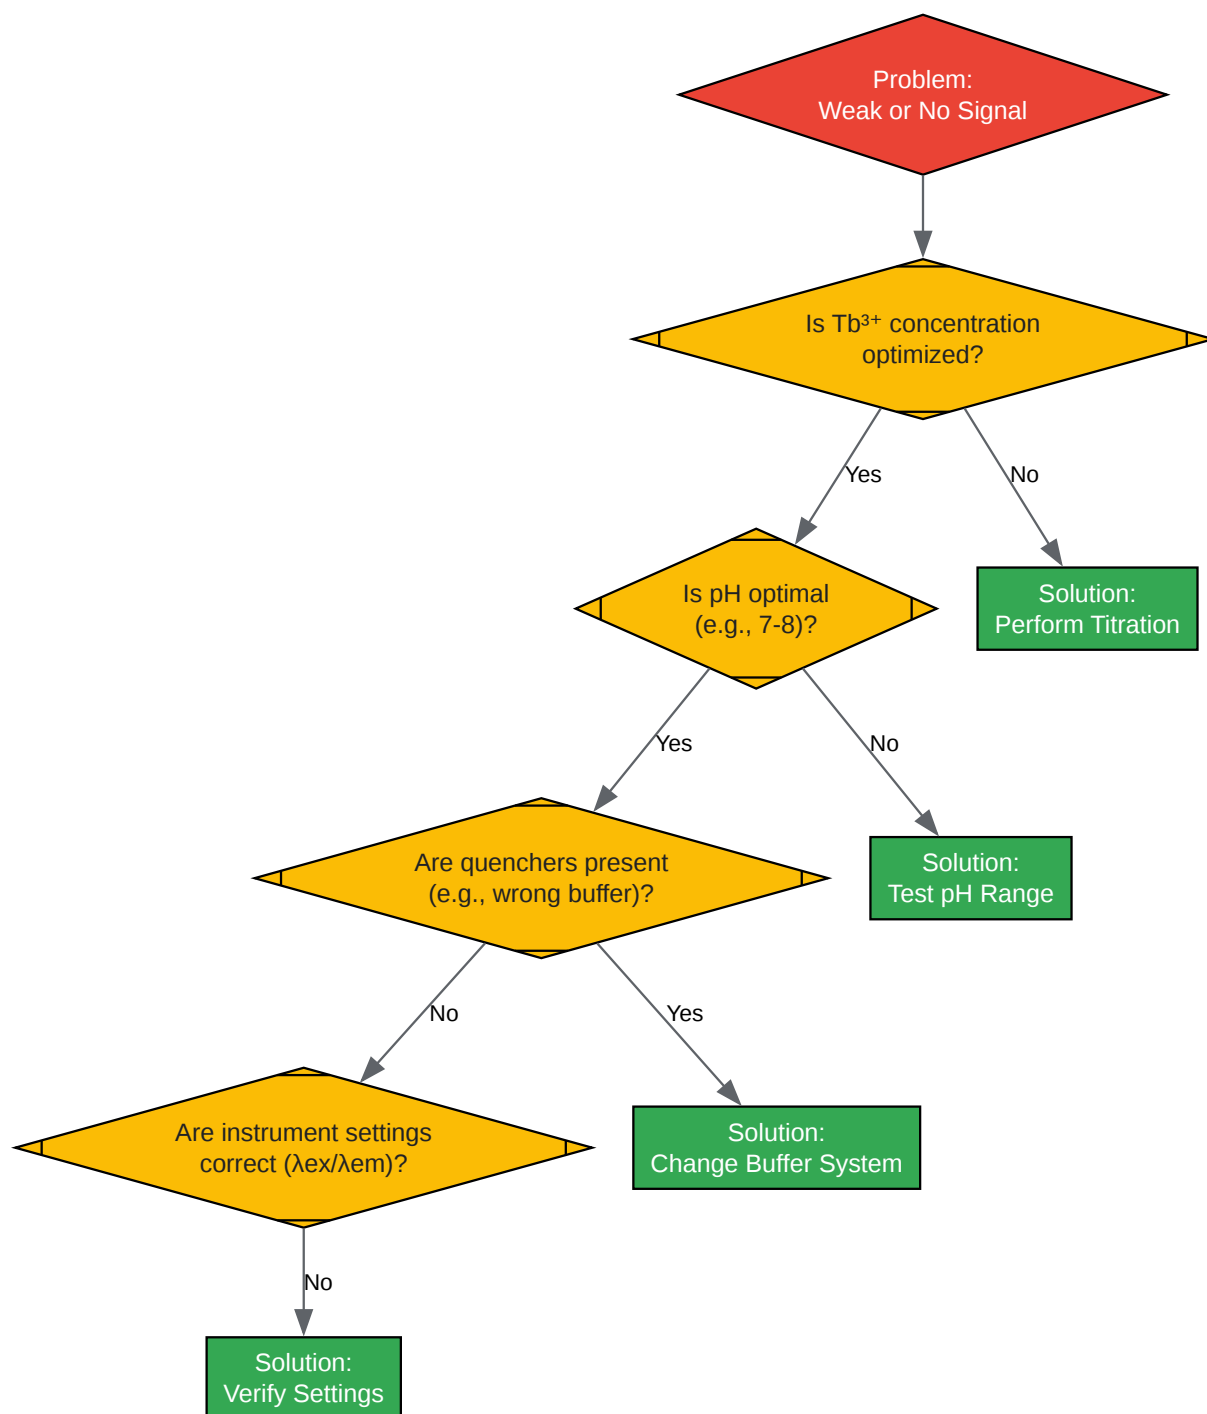 Problem:
Weak or No Signal
Is Tb³⁺ concentration
optimized?
Yes
No
Is pH optimal
(e.g., 7-8)?
Solution:
Perform Titration
Yes
No
Are quenchers present
(e.g., wrong buffer)?
Solution:
Test pH Range
No
Yes
Are instrument settings
correct (λex/λem)?
Solution:
Change Buffer System
No
Solution:
Verify Settings